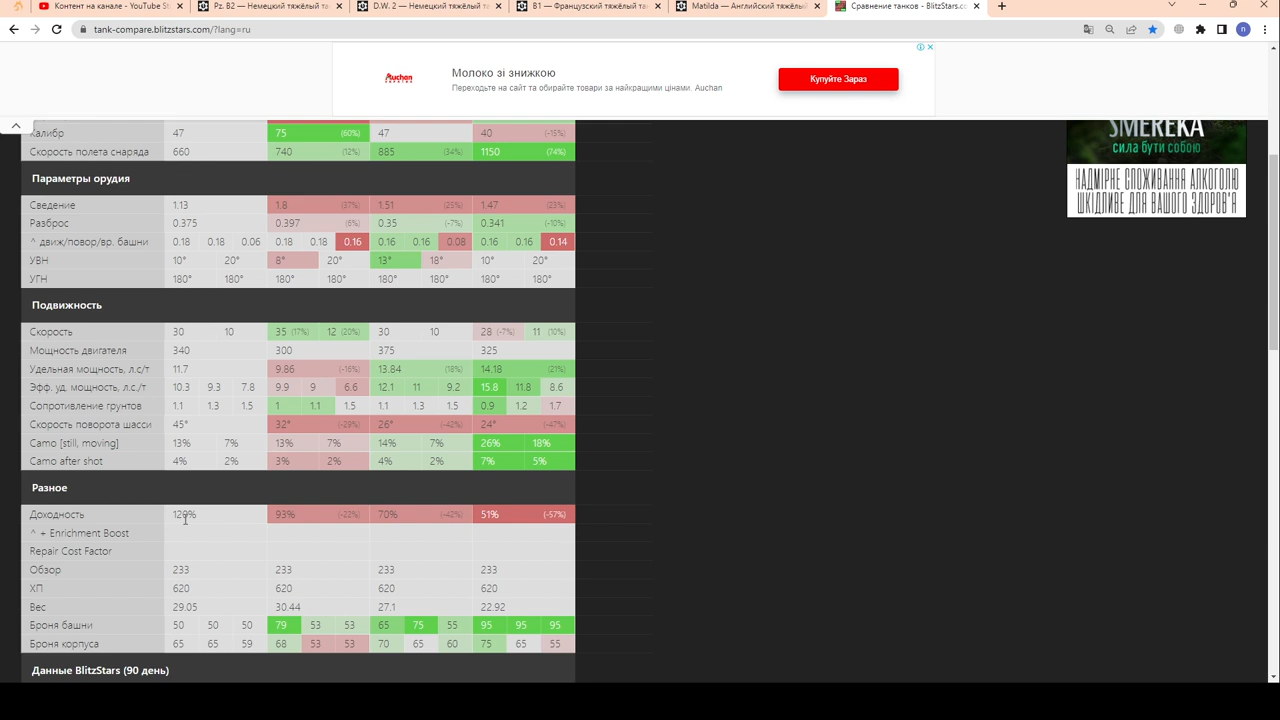 Контент на канале - YouTube St
Pz. B2 — Немецкий тяжёлый та
D.W. 2 — Немецкий тяжёлый та
B1 — Французский тяжёлый тан
Matilda — Английский тяжёлый
Сравнение танков - BlitzStars.co
tank-compare.blitzstars.com/?lang=ru
n
Auchan
Молоко зі знижкою
Переходьте на сайт та обирайте товари за найкращими цінами. Auchan
Купуйте Зараз
SMEREKA
сила бути собою
НАДМІРНЕ СПОЖИВАННЯ АЛКОГОЛЮ
ШКІДЛИВЕ ДЛЯ ВАШОГО ЗДОРОВ'Я
Калибр 47 75 (60%) 47 40 (-15%)
Скорость полета снаряда 660 740 (12%) 885 (34%) 1150 (74%)
Параметры орудия
Сведение 1.13 1.8 (37%) 1.51 (25%) 1.47 (23%)
Разброс 0.375 0.397 (6%) 0.35 (-7%) 0.341 (-10%)
^ движ/повор/вр. башни 0.18 0.18 0.06 0.18 0.18 0.16 0.16 0.16 0.08 0.16 0.16 0.14
УВН 10° 20° 8° 20° 13° 18° 10° 20°
УГН 180° 180° 180° 180° 180° 180° 180° 180°
Подвижность
Скорость 30 10 35 (17%) 12 (20%) 30 10 28 (-7%) 11 (10%)
Мощность двигателя 340 300 375 325
Удельная мощность, л.с/т 11.7 9.86 (-16%) 13.84 (18%) 14.18 (21%)
Эфф. уд. мощность, л.с./т 10.3 9.3 7.8 9.9 9 6.6 12.1 11 9.2 15.8 11.8 8.6
Сопротивление грунтов 1.1 1.3 1.5 1 1.1 1.5 1.1 1.3 1.5 0.9 1.2 1.7
Скорость поворота шасси 45° 32° (-29%) 26° (-42%) 24° (-47%)
Camo [still, moving] 13% 7% 13% 7% 14% 7% 26% 18%
Camo after shot 4% 2% 3% 2% 4% 2% 7% 5%
Разное
Доходность 120% 93% (-22%) 70% (-42%) 51% (-57%)
^ + Enrichment Boost
Repair Cost Factor
Обзор 233 233 233 233
ХП 620 620 620 620
Вес 29.05 30.44 27.1 22.92
Броня башни 50 50 50 79 53 53 65 75 55 95 95 95
Броня корпуса 65 65 59 68 53 53 70 65 60 75 65 55
Данные BlitzStars (90 день)